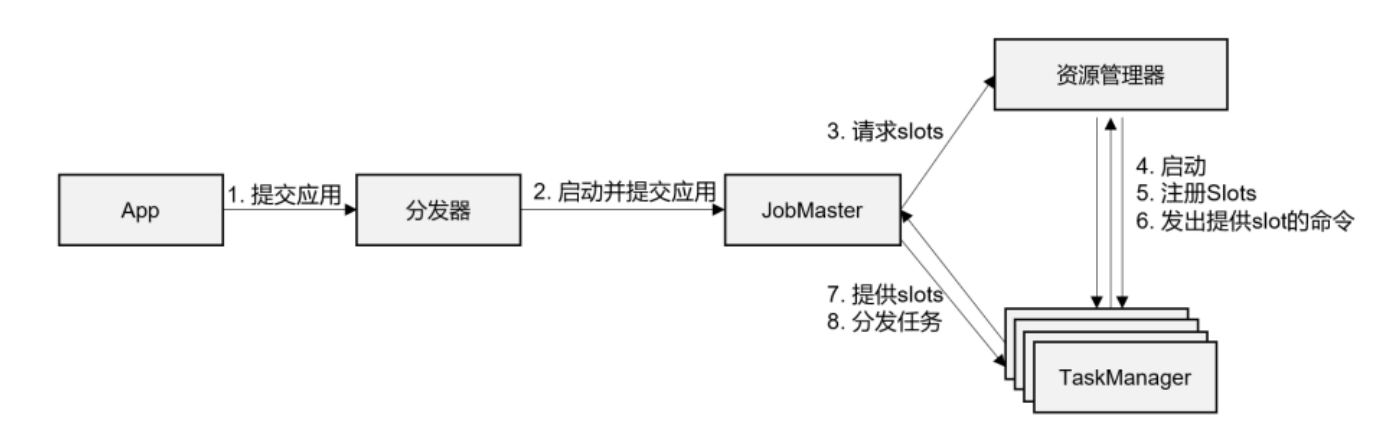 App
1. 提交应用
分发器
2. 启动并提交应用
JobMaster
3. 请求slots
资源管理器
4. 启动
5. 注册Slots
6. 发出提供slot的命令
7. 提供slots
8. 分发任务
TaskManager